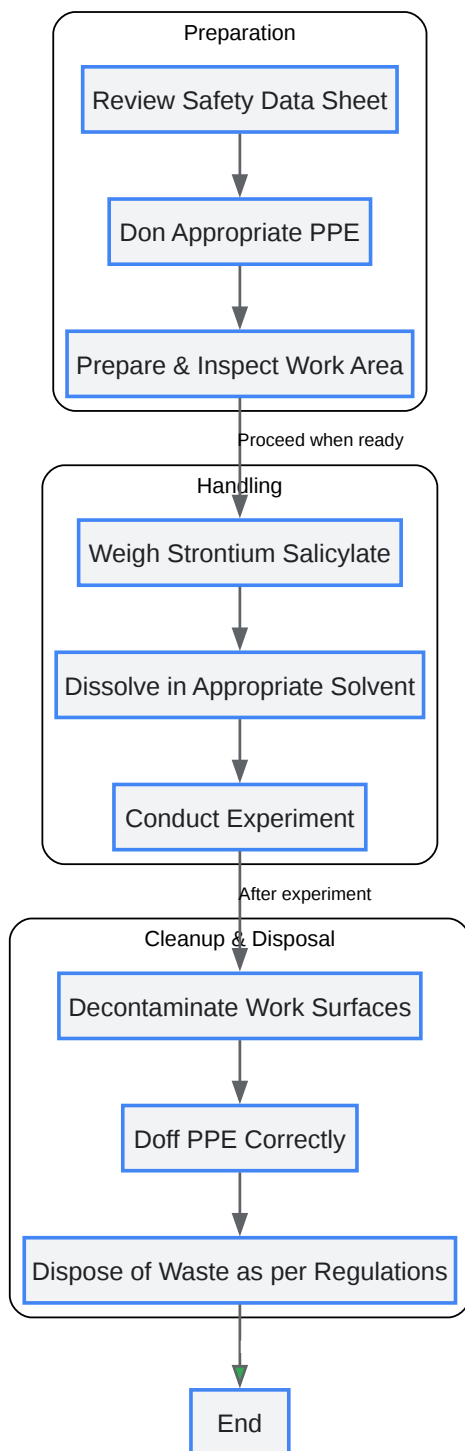 Preparation
Review Safety Data Sheet
Don Appropriate PPE
Prepare & Inspect Work Area
Proceed when ready
Handling
Weigh Strontium Salicylate
Dissolve in Appropriate Solvent
Conduct Experiment
After experiment
Cleanup & Disposal
Decontaminate Work Surfaces
Doff PPE Correctly
Dispose of Waste as per Regulations
End